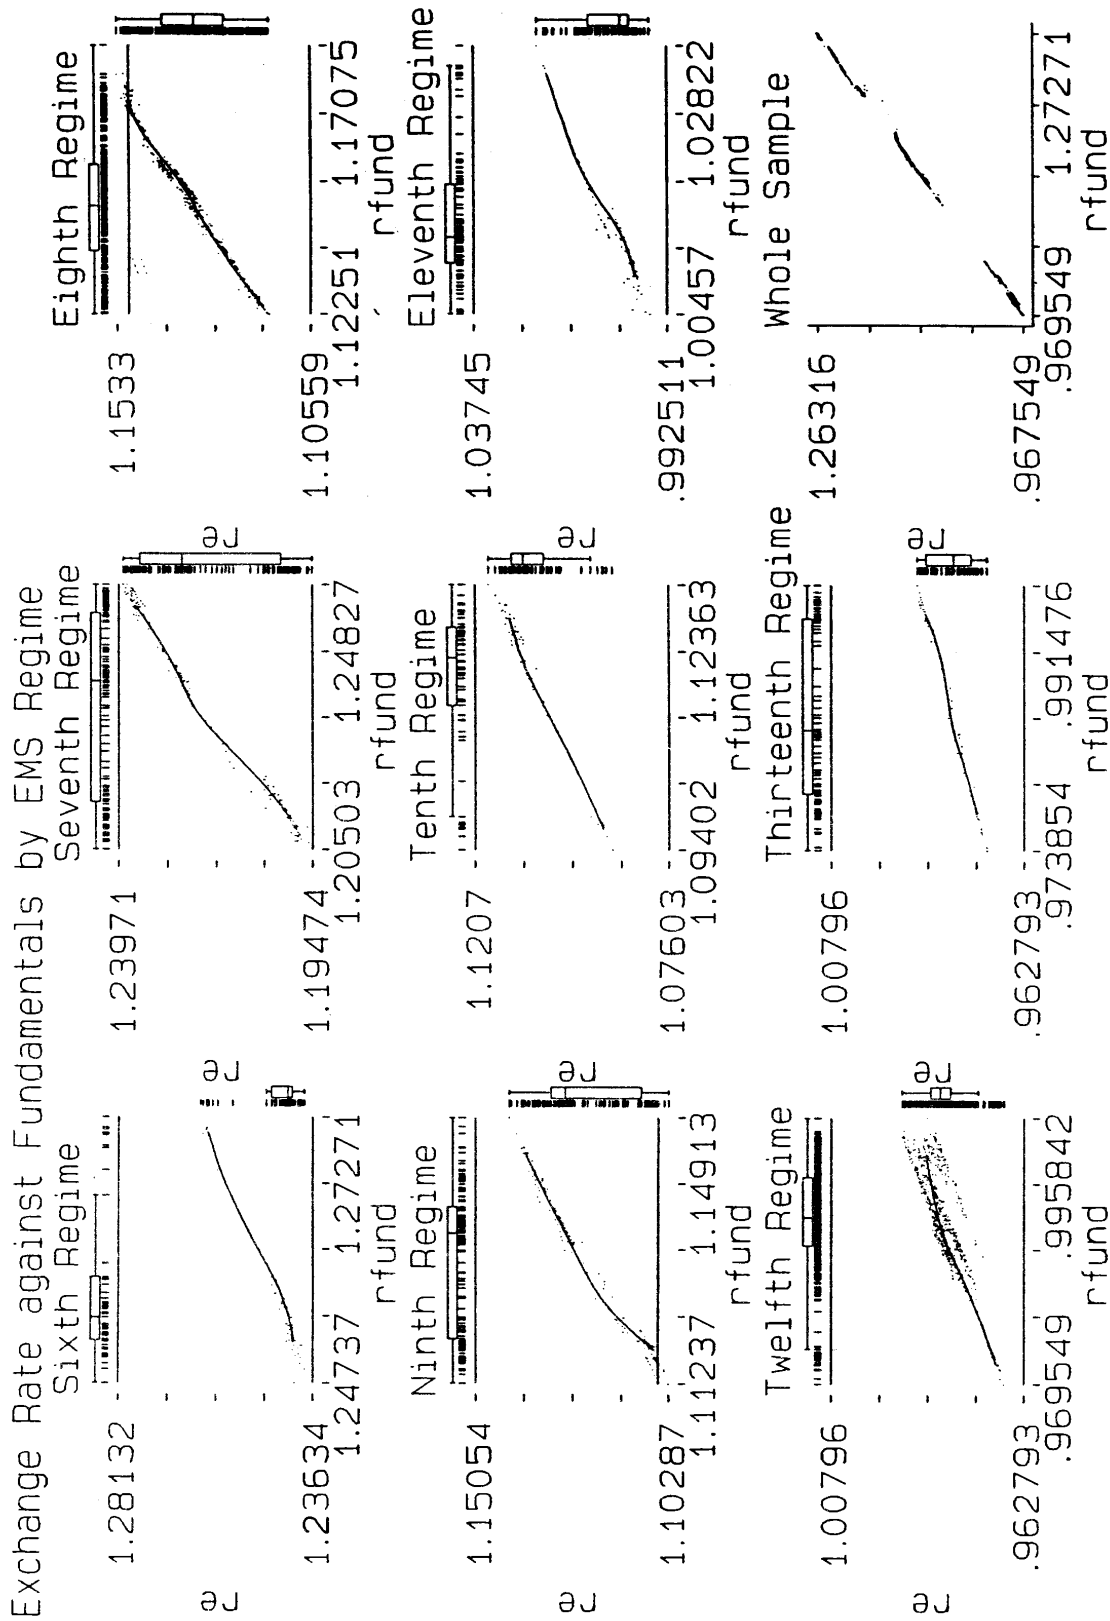 Exchange Rate against Fundamentals by EMS Regime
Sixth Regime
1.28132
1.23634
1.24737
1.27271
rfund
re
Seventh Regime
1.23971
1.19474
1.20503
1.24827
rfund
re
Eighth Regime
1.1533
1.10559
1.12251
1.17075
rfund
re
Ninth Regime
1.15054
1.10287
1.11237
1.14913
rfund
re
Tenth Regime
1.1207
1.07603
1.09402
1.12363
rfund
re
Eleventh Regime
1.03745
.992511
1.00457
1.02822
rfund
re
Twelfth Regime
1.00796
.962793
.969549
.995842
rfund
re
Thirteenth Regime
1.00796
.962793
.973854
.991476
rfund
re
Whole Sample
1.26316
.967549
.969549
1.27271
rfund
re